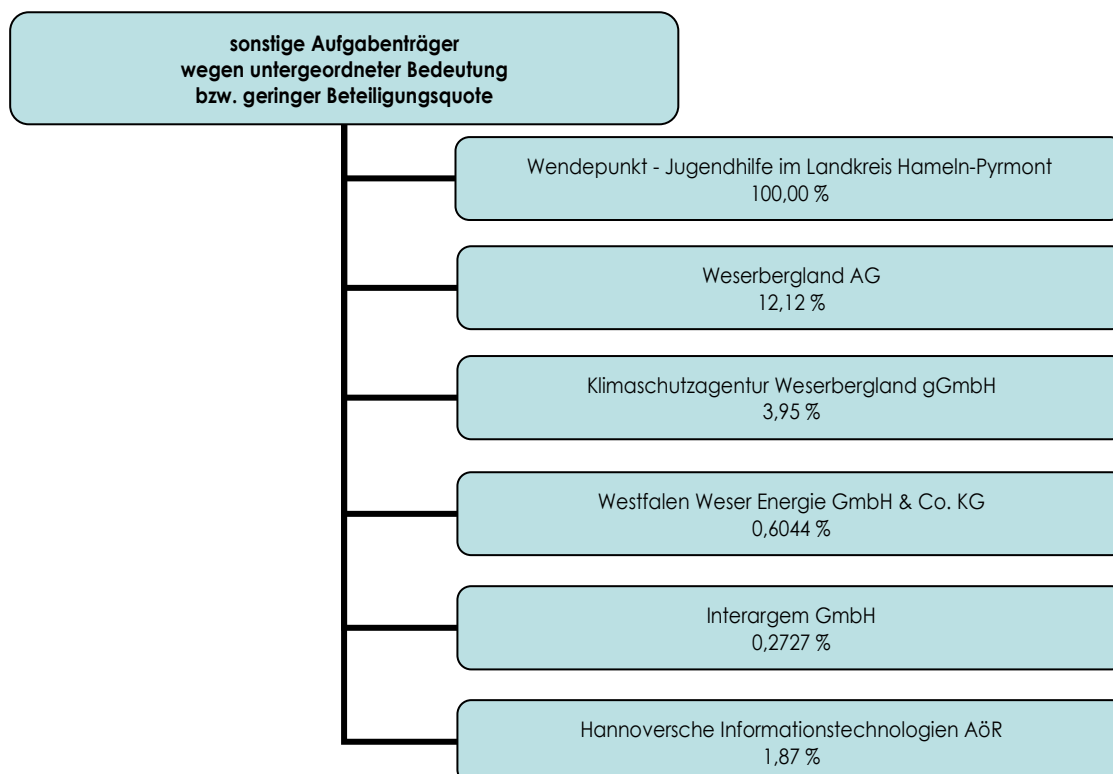 sonstige Aufgabenträger
wegen untergeordneter Bedeutung
bzw. geringer Beteiligungsquote
Wendepunkt - Jugendhilfe im Landkreis Hameln-Pyrmont
100,00 %
Weserbergland AG
12,12 %
Klimaschutzagentur Weserbergland gGmbH
3,95 %
Westfalen Weser Energie GmbH & Co. KG
0,6044 %
Interargem GmbH
0,2727 %
Hannoversche Informationstechnologien AöR
1,87 %